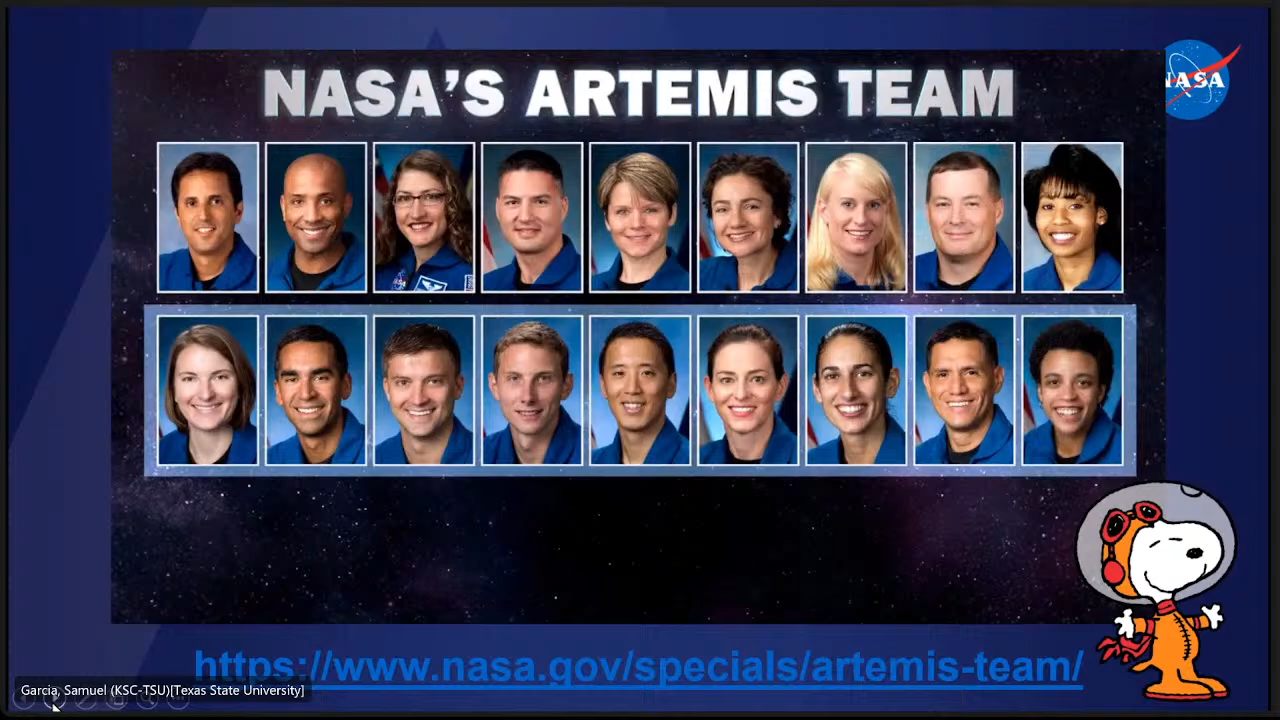 NASA'S ARTEMIS TEAM
NASA
https://www.nasa.gov/specials/artemis-team/
Garcia, Samuel (KSC-TSU)[Texas State University]